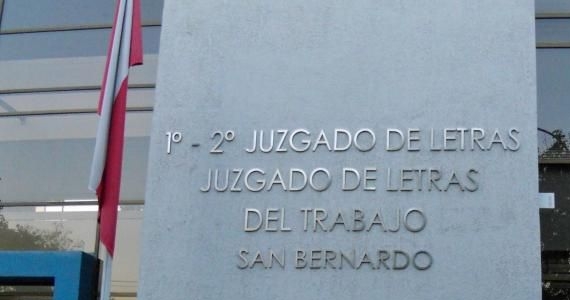 1º - 2º JUZGADO DE LETRAS
JUZGADO DE LETRAS
DEL TRABAJO
SAN BERNARDO